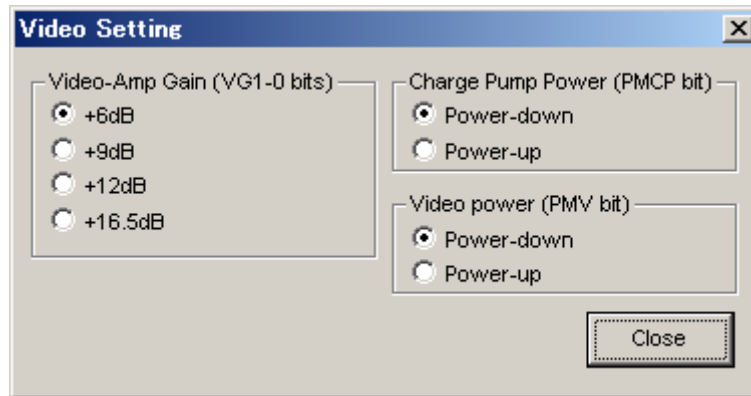 Video Setting
Video-Amp Gain (VG1-0 bits)
+6dB
+9dB
+12dB
+16.5dB
Charge Pump Power (PMCP bit)
Power-down
Power-up
Video power (PMV bit)
Power-down
Power-up
Close